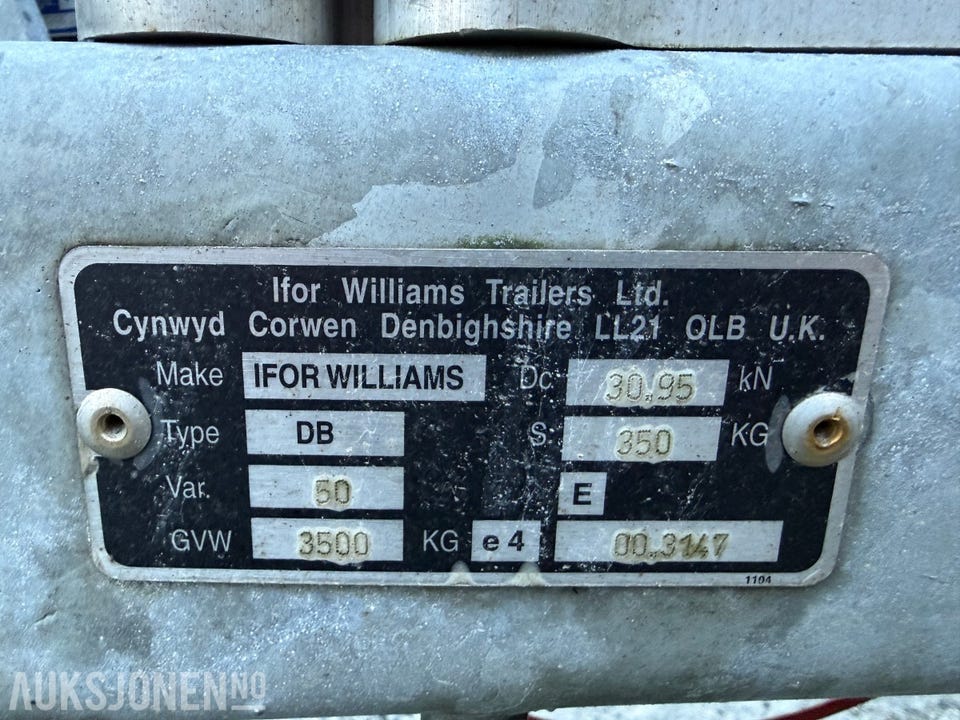 Ifor Williams Trailers Ltd.
Cynwyd Corwen Denbighshire LL21 OLB U.K.
Make IFOR WILLIAMS Dc 30.95 kN
Type DB S 350 KG
Var. 50 E
GVW 3500 KG e4 00.3147
1104
AUKSJONEN.NO